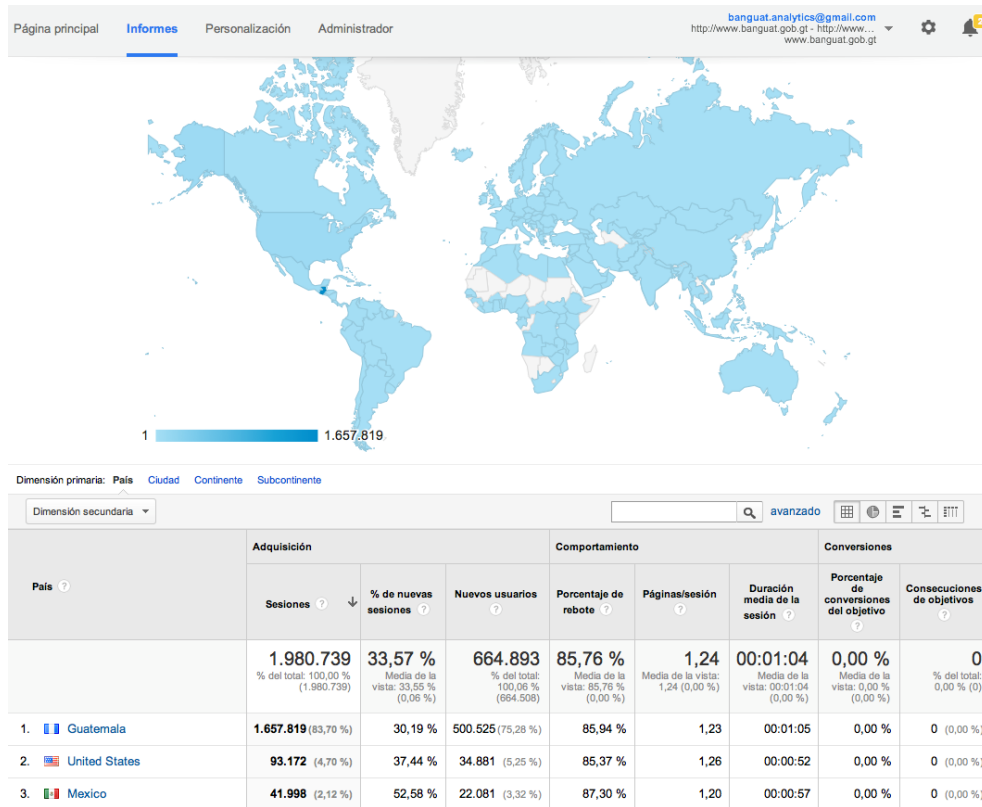 Página principal
Informes
Personalización
Administrador
banguat.analytics@gmail.com
http://www.banguat.gob.gt - http://www...
www.banguat.gob.gt
1
1.657.819
Dimensión primaria: País Ciudad Continente Subcontinente
Dimensión secundaria
avanzado
País ?
Adquisición
Comportamiento
Conversiones
Sesiones ?
% de nuevas
sesiones ?
Nuevos usuarios
?
Porcentaje de
rebote ?
Páginas/sesión
?
Duración
media de la
sesión ?
Porcentaje
de
conversiones
del objetivo
?
Consecuciones
de objetivos
?
1.980.739
% del total: 100,00 %
(1.980.739)
33,57 %
Media de la
vista: 33,55 %
(0,06 %)
664.893
% del total:
100,06 %
(664.508)
85,76 %
Media de la
vista: 85,76 %
(0,00 %)
1,24
Media de la vista:
1,24 (0,00 %)
00:01:04
Media de la
vista: 00:01:04
(0,00 %)
0,00 %
Media de la
vista: 0,00 %
(0,00 %)
0
% del total:
0,00 % (0)
1. Guatemala 1.657.819 (83,70 %) 30,19 % 500.525 (75,28 %) 85,94 % 1,23 00:01:05 0,00 % 0 (0,00 %)
2. United States 93.172 (4,70 %) 37,44 % 34.881 (5,25 %) 85,37 % 1,26 00:00:52 0,00 % 0 (0,00 %)
3. Mexico 41.998 (2,12 %) 52,58 % 22.081 (3,32 %) 87,30 % 1,20 00:00:57 0,00 % 0 (0,00 %)